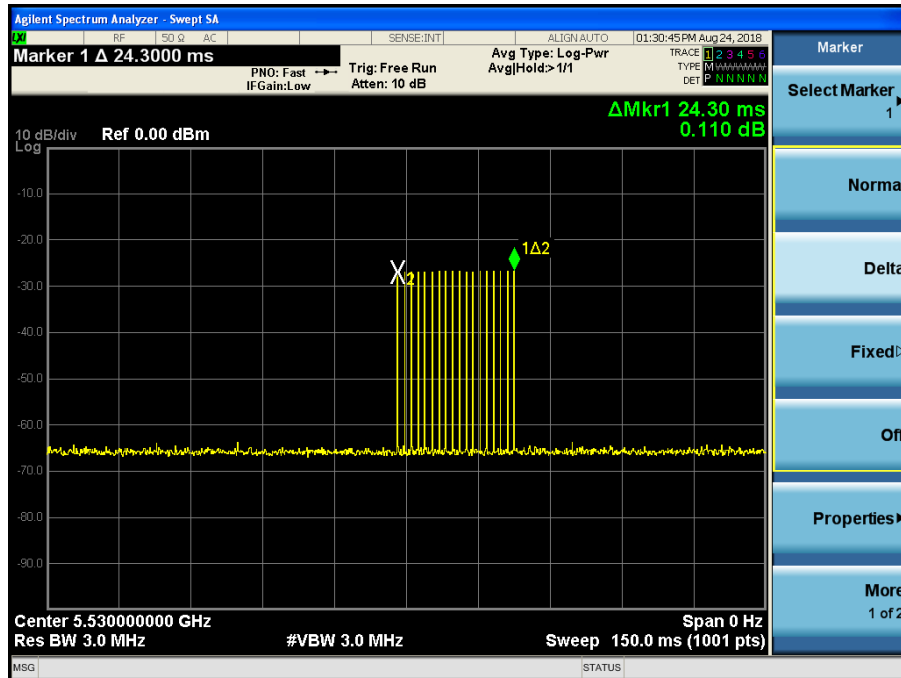 Agilent Spectrum Analyzer - Swept SA
LXI RF 50 Ω AC SENSE:INT ALIGN AUTO 01:30:45 PM Aug 24, 2018
Marker 1 Δ 24.3000 ms
PNO: Fast
IFGain:Low
Trig: Free Run
Atten: 10 dB
Avg Type: Log-Pwr
Avg|Hold:>1/1
TRACE 1 2 3 4 5 6
TYPE M WWWWW
DET P N N N N N
ΔMkr1 24.30 ms
0.110 dB
10 dB/div Ref 0.00 dBm
Log
-10.0
-20.0
-30.0
-40.0
-50.0
-60.0
-70.0
-80.0
-90.0
1Δ2
X2
Center 5.530000000 GHz
Span 0 Hz
Res BW 3.0 MHz
#VBW 3.0 MHz
Sweep 150.0 ms (1001 pts)
MSG
STATUS
Marker
Select Marker
1
Norma
Delta
Fixed
Off
Properties
More
1 of 2